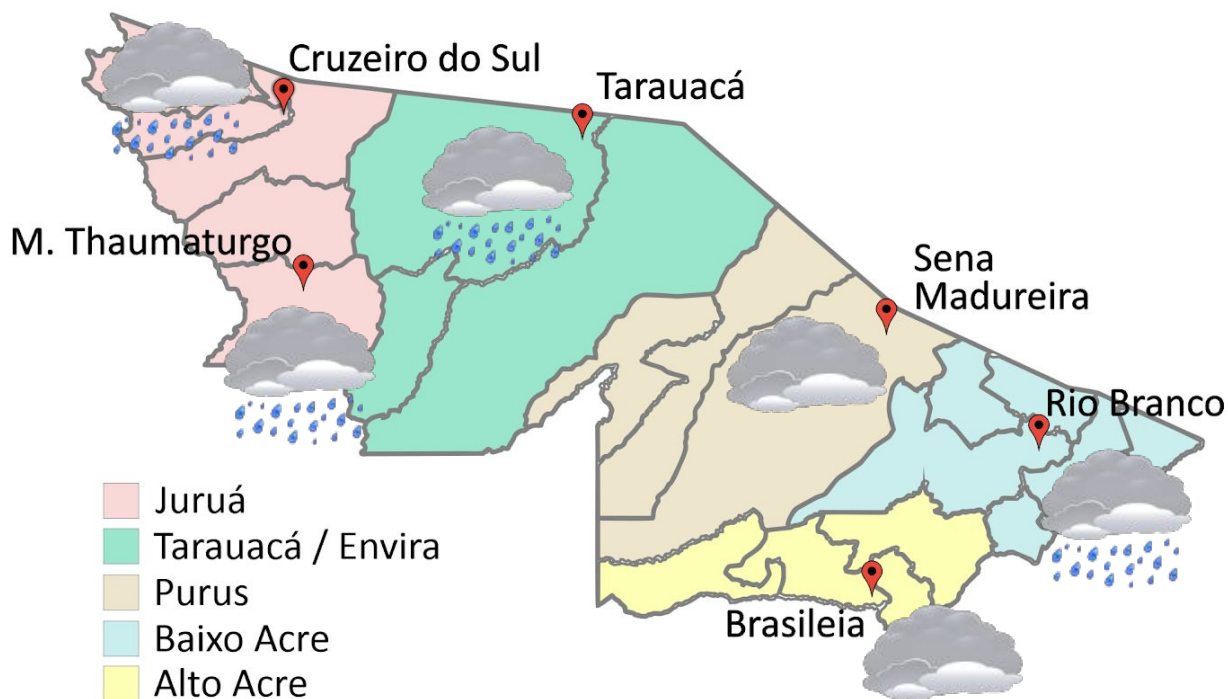 Cruzeiro do Sul
Tarauacá
M. Thaumaturgo
Sena
Madureira
Rio Branco
Brasileia
Juruá
Tarauacá / Envira
Purus
Baixo Acre
Alto Acre